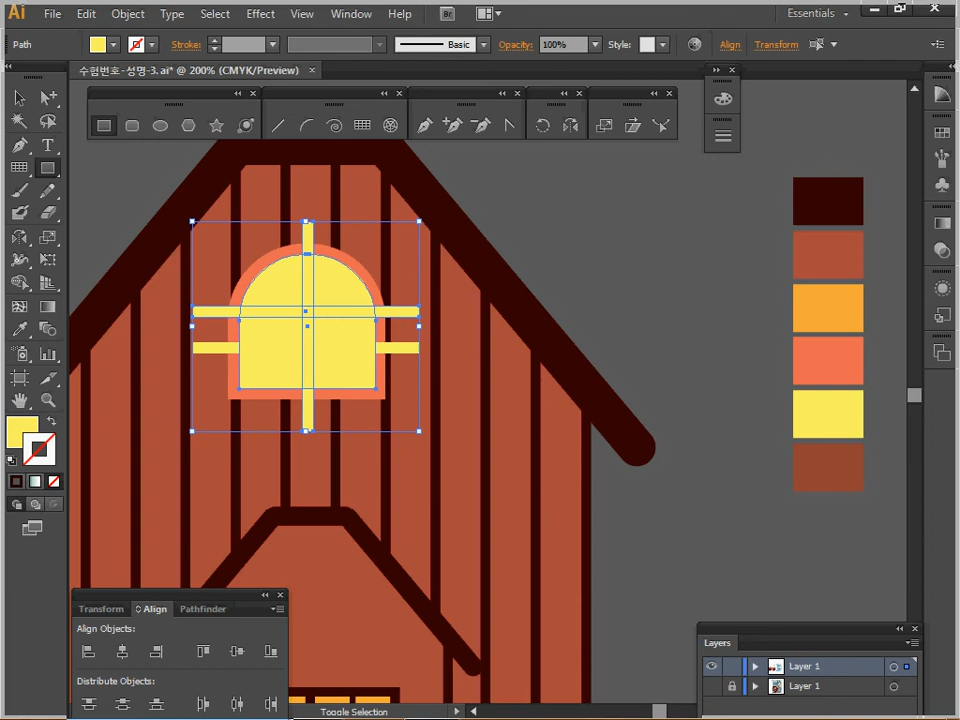 Ai File Edit Object Type Select Effect View Window Help Br Essentials
Path Stroke: Basic Opacity: 100% Style: Align Transform
수험번호-성명-3.ai* @ 200% (CMYK/Preview)
Transform Align Pathfinder
Align Objects:
Distribute Objects:
Layers
Layer 1
Layer 1
Toggle Selection